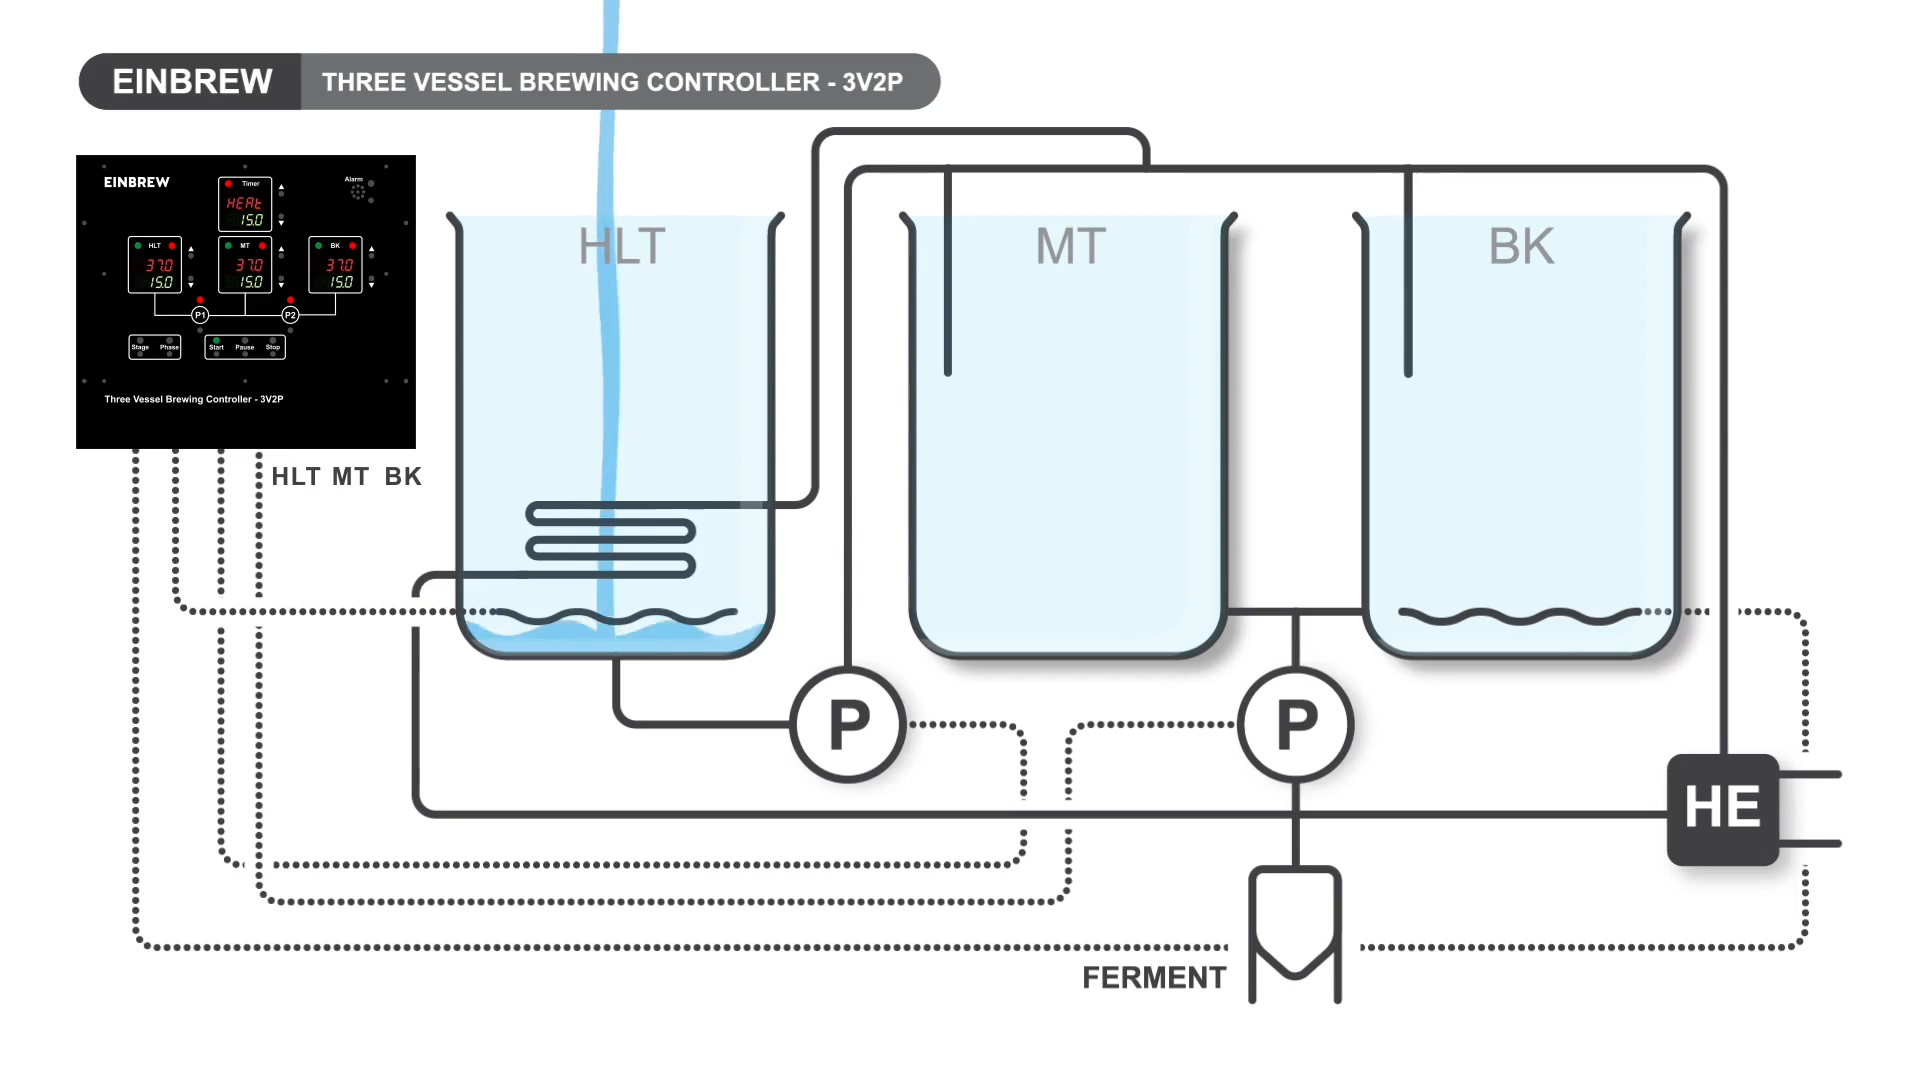 EINBREW THREE VESSEL BREWING CONTROLLER - 3V2P
EINBREW
Timer
HEAt
15.0
Alarm
HLT
37.0
15.0
MT
37.0
15.0
BK
37.0
15.0
P1
P2
Stage Phase
Start Pause Stop
Three Vessel Brewing Controller - 3V2P
HLT MT BK
HLT
MT
BK
P
P
HE
FERMENT